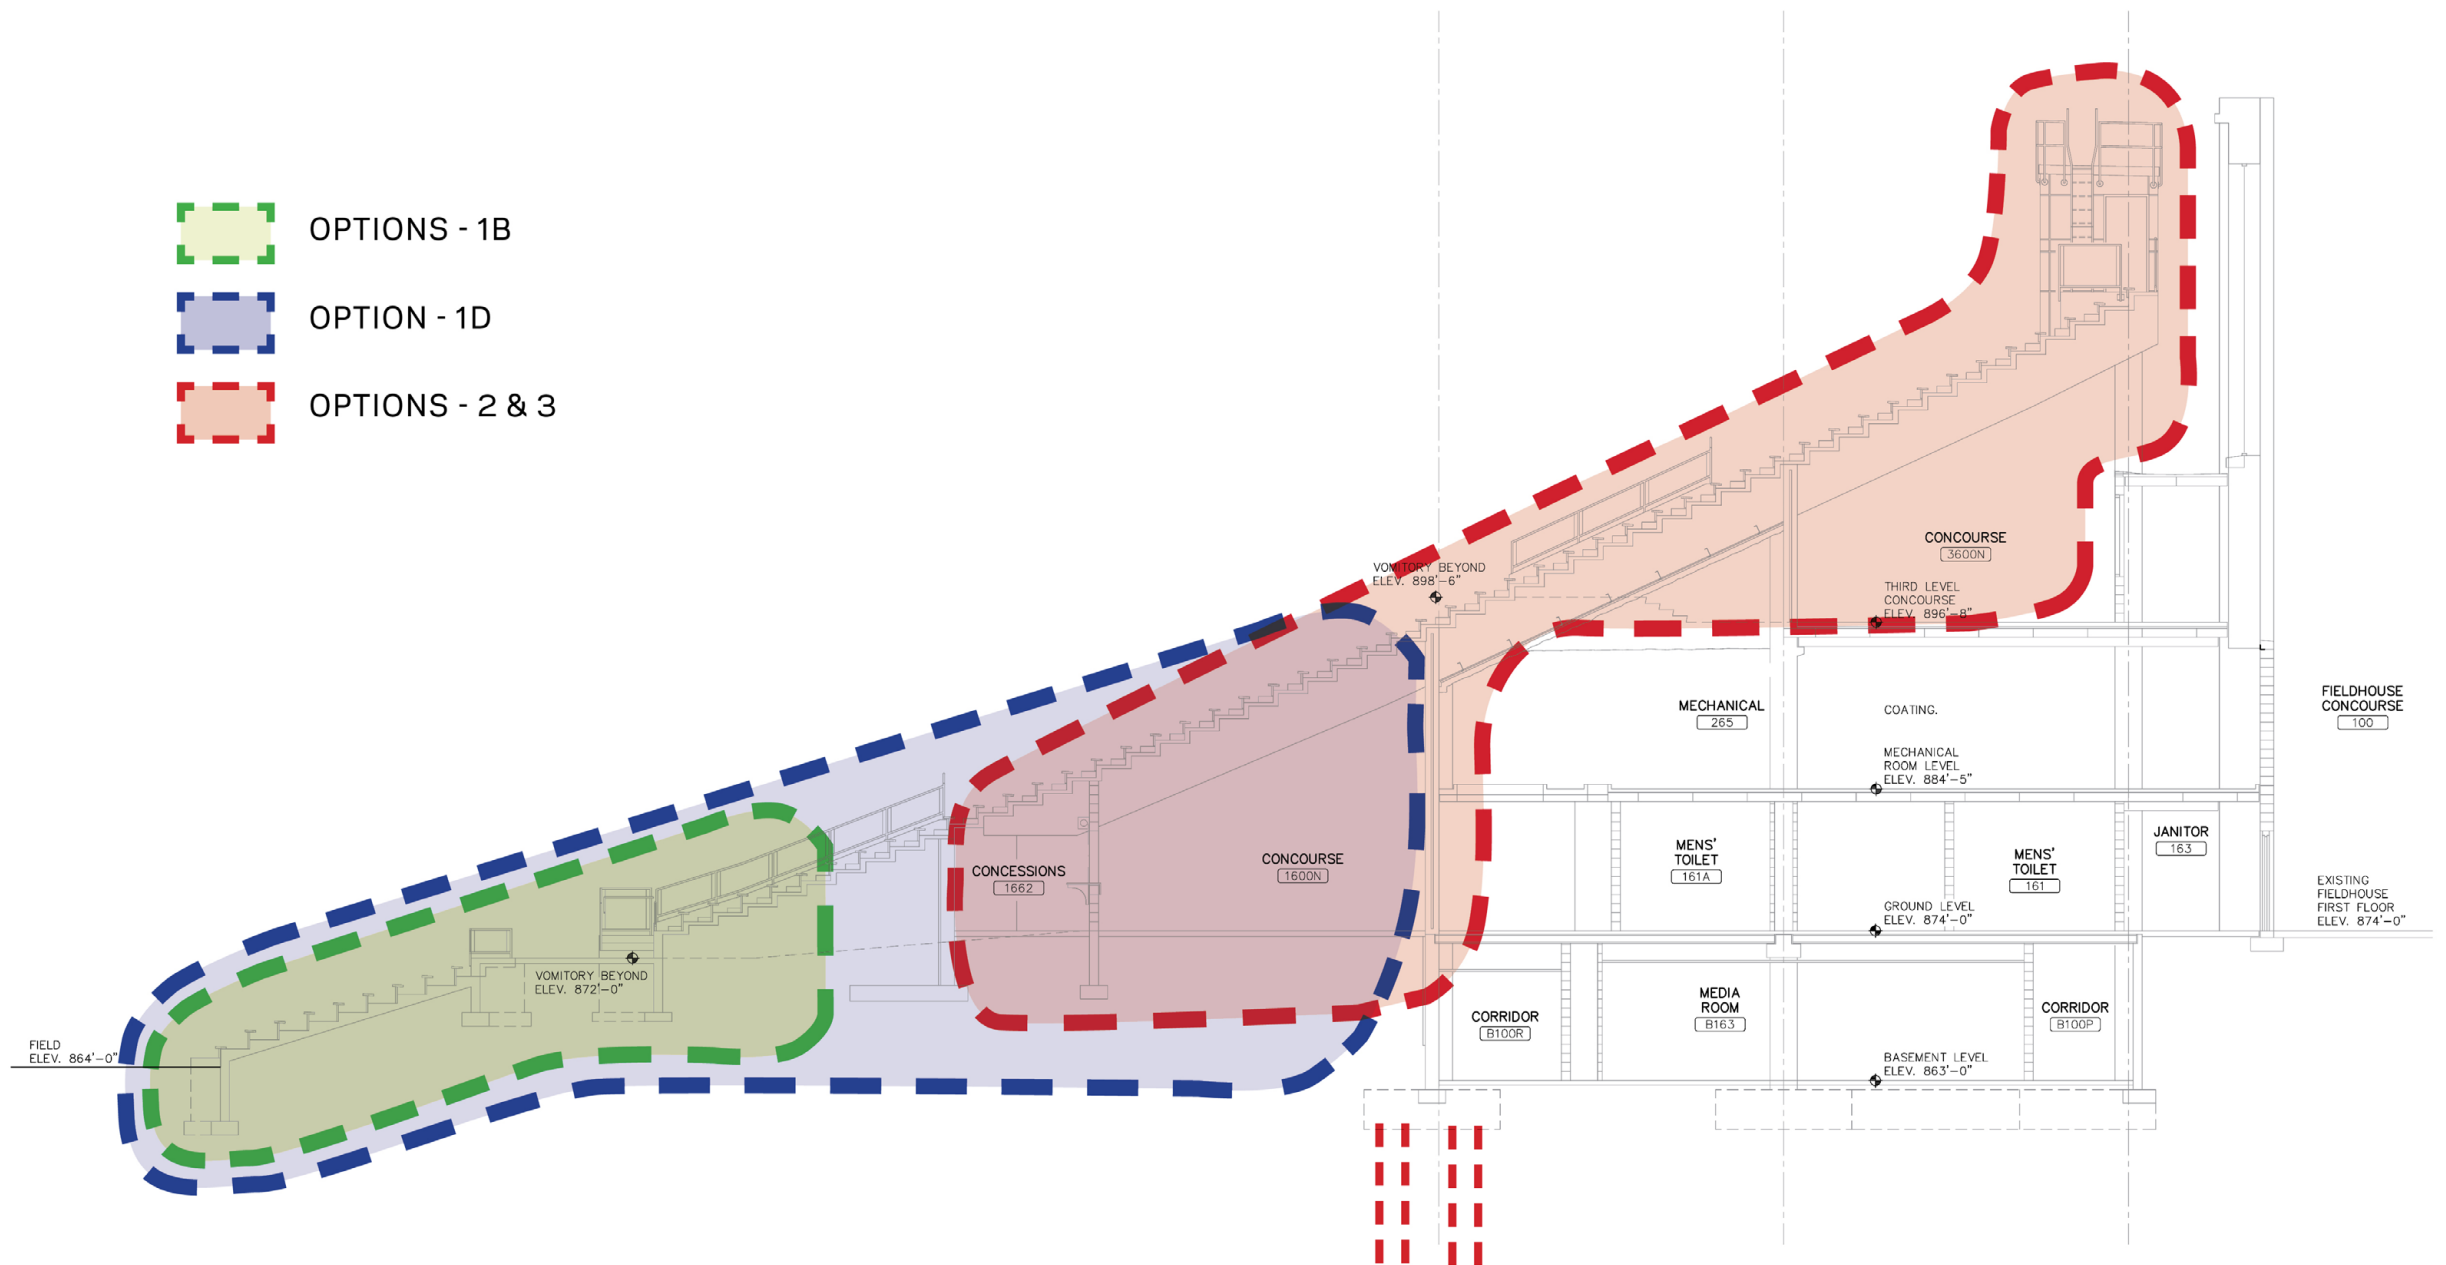 OPTIONS - 1B
OPTION - 1D
OPTIONS - 2 & 3
VOMITORY BEYOND
ELEV. 898'-6"
CONCOURSE
3600N
THIRD LEVEL
CONCOURSE
ELEV. 896'-8"
MECHANICAL
265
COATING.
FIELDHOUSE
CONCOURSE
100
MECHANICAL
ROOM LEVEL
ELEV. 884'-5"
CONCESSIONS
1662
CONCOURSE
1600N
MENS'
TOILET
161A
MENS'
TOILET
161
JANITOR
163
EXISTING
FIELDHOUSE
FIRST FLOOR
ELEV. 874'-0"
GROUND LEVEL
ELEV. 874'-0"
VOMITORY BEYOND
ELEV. 872'-0"
CORRIDOR
B100R
MEDIA
ROOM
B163
CORRIDOR
B100P
FIELD
ELEV. 864'-0"
BASEMENT LEVEL
ELEV. 863'-0"